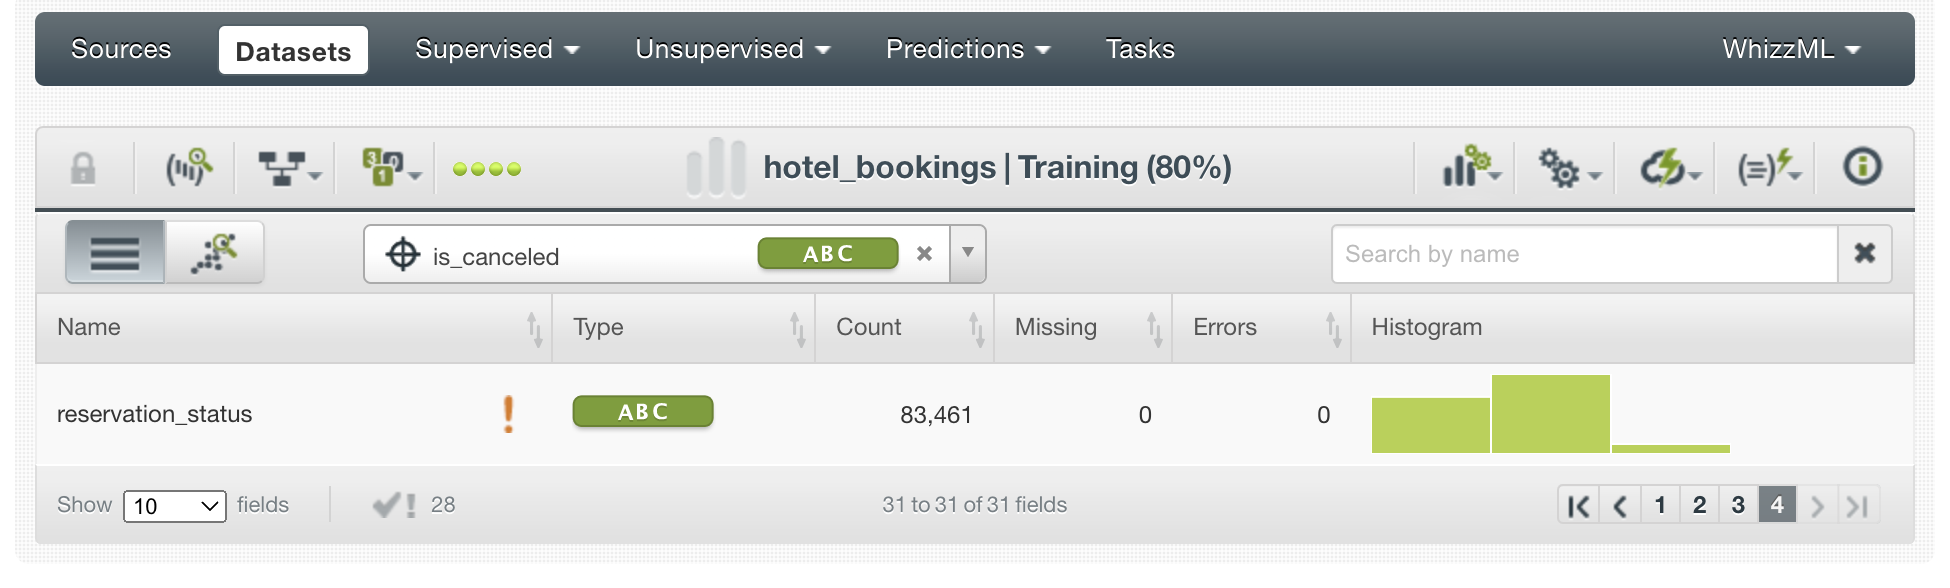 Sources Datasets Supervised Unsupervised Predictions Tasks WhizzML
hotel_bookings | Training (80%)
is_canceled ABC Search by name
Name Type Count Missing Errors Histogram
reservation_status ABC 83,461 0 0
Show 10 fields 28 31 to 31 of 31 fields 1 2 3 4